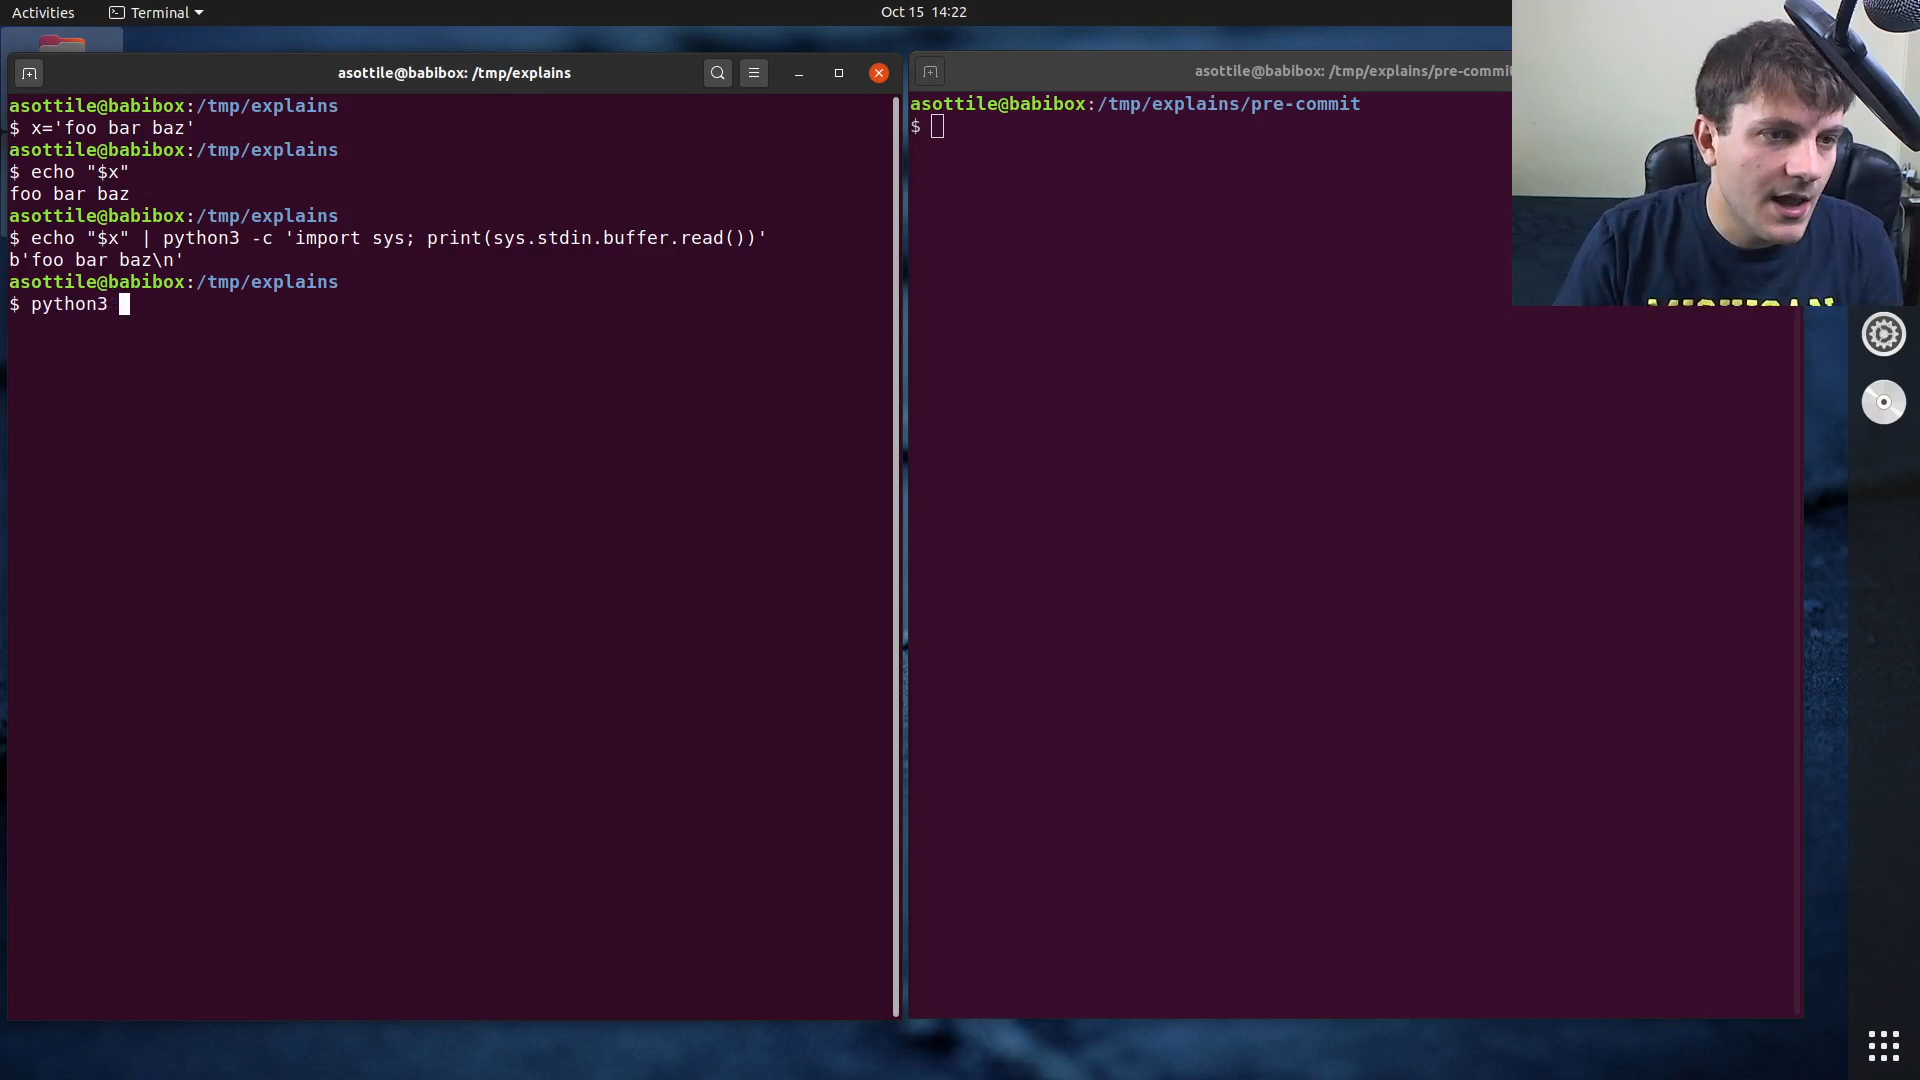 Activities
Terminal
Oct 15 14:22
asottile@babibox: /tmp/explains
asottile@babibox:/tmp/explains
$ x='foo bar baz'
asottile@babibox:/tmp/explains
$ echo "$x"
foo bar baz
asottile@babibox:/tmp/explains
$ echo "$x" | python3 -c 'import sys; print(sys.stdin.buffer.read())'
b'foo bar baz\n'
asottile@babibox:/tmp/explains
$ python3
asottile@babibox: /tmp/explains/pre-commit
asottile@babibox:/tmp/explains/pre-commit
$
MICHIGAN